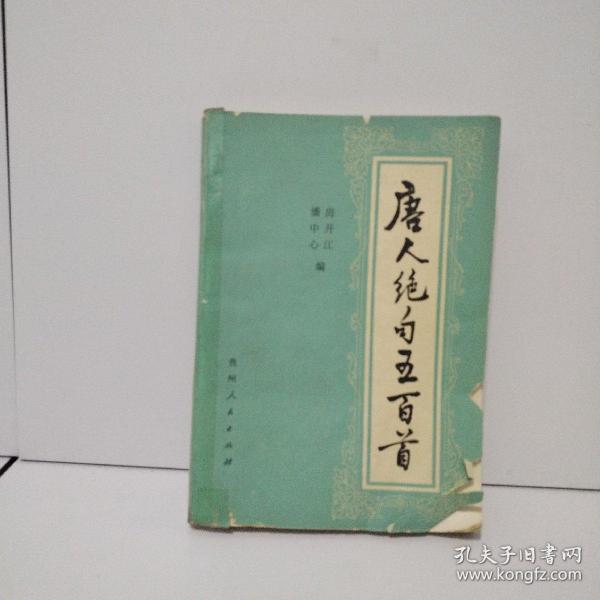 唐人绝句五百首
房开江
潘中心
编
贵州人民出版社
孔夫子旧书网
www.kongfz.com